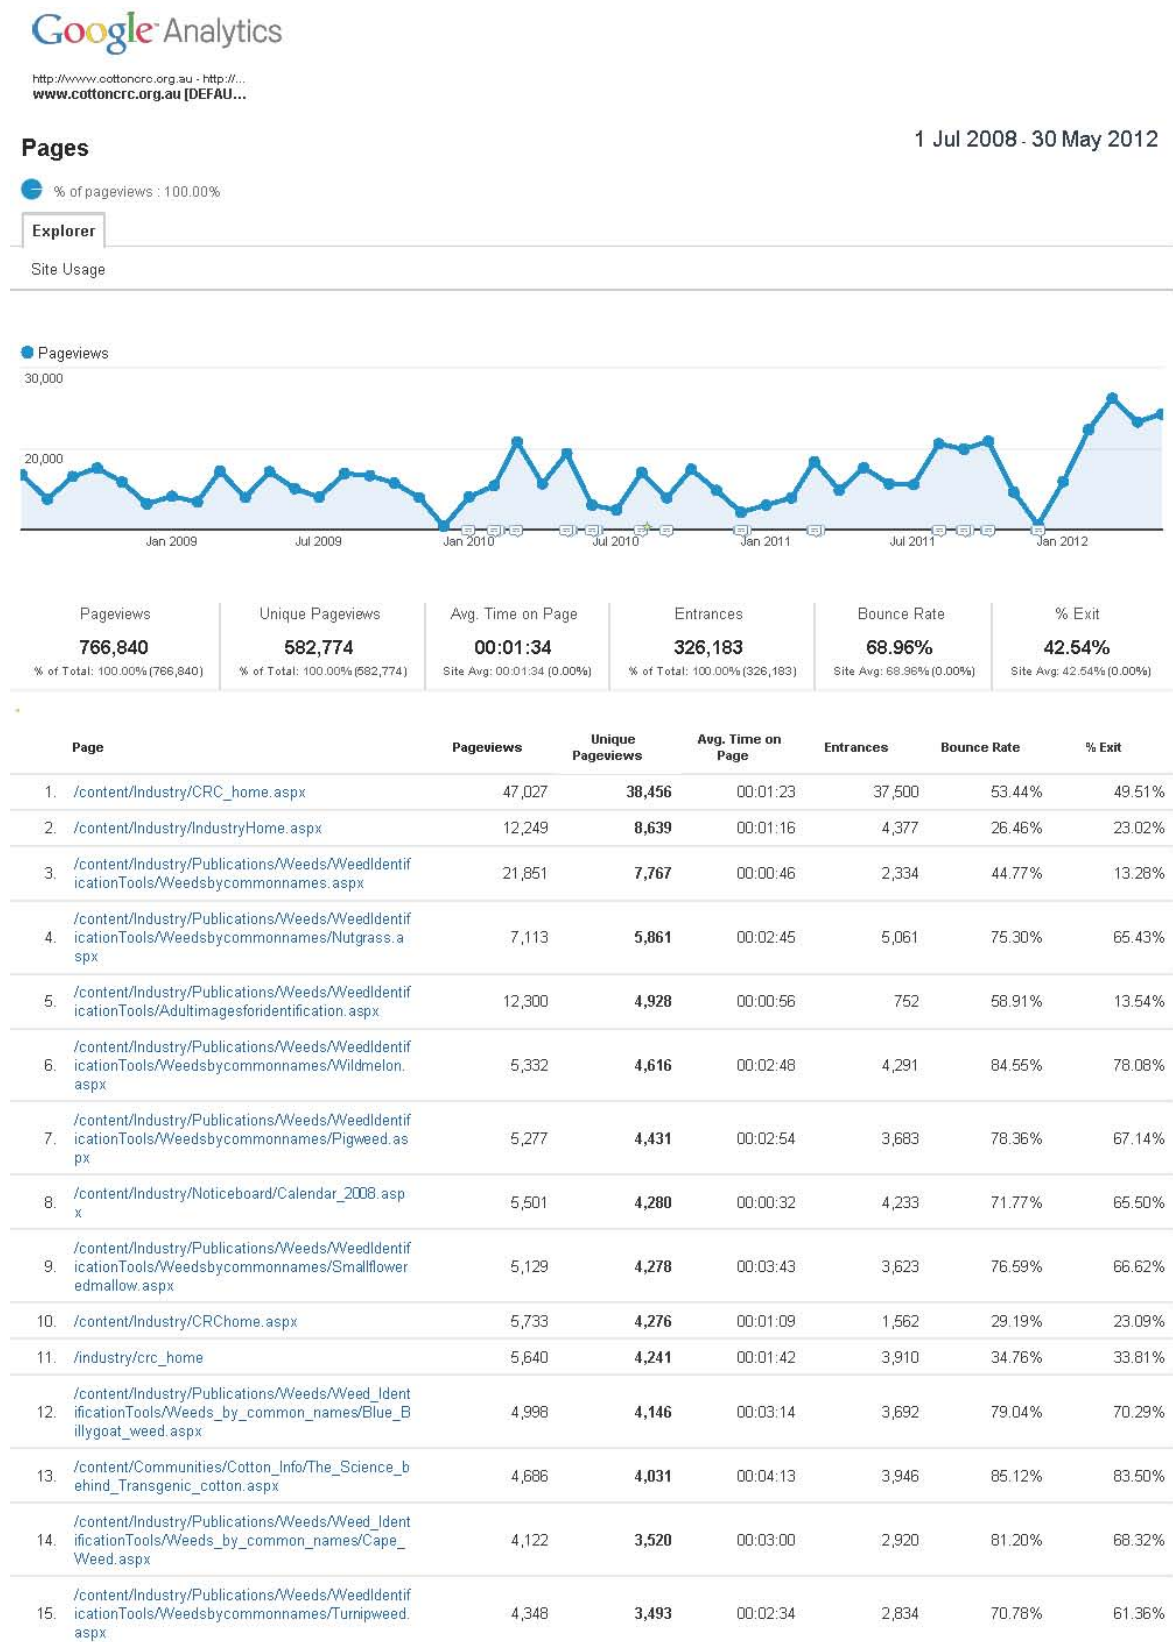 Google Analytics
http://www.cottoncrc.org.au - http://...
www.cottoncrc.org.au [DEFAU...
Pages
1 Jul 2008 - 30 May 2012
% of pageviews : 100.00%
Explorer
Site Usage
Pageviews
30,000
20,000
Jan 2009 Jul 2009 Jan 2010 Jul 2010 Jan 2011 Jul 2011 Jan 2012
Pageviews Unique Pageviews Avg. Time on Page Entrances Bounce Rate % Exit
766,840 582,774 00:01:34 326,183 68.96% 42.54%
% of Total: 100.00% (766,840) % of Total: 100.00% (582,774) Site Avg: 00:01:34 (0.00%) % of Total: 100.00% (326,183) Site Avg: 68.96% (0.00%) Site Avg: 42.54% (0.00%)
Page Pageviews Unique Pageviews Avg. Time on Page Entrances Bounce Rate % Exit
1. /content/Industry/CRC_home.aspx 47,027 38,456 00:01:23 37,500 53.44% 49.51%
2. /content/Industry/IndustryHome.aspx 12,249 8,639 00:01:16 4,377 26.46% 23.02%
/content/Industry/Publications/Weeds/WeedIdentif
3. icationTools/Weedsbycommonnames.aspx 21,851 7,767 00:00:46 2,334 44.77% 13.28%
/content/Industry/Publications/Weeds/WeedIdentif
4. icationTools/Weedsbycommonnames/Nutgrass.a 7,113 5,861 00:02:45 5,061 75.30% 65.43%
spx
/content/Industry/Publications/Weeds/WeedIdentif
5. icationTools/Adultimagesforidentification.aspx 12,300 4,928 00:00:56 752 58.91% 13.54%
/content/Industry/Publications/Weeds/WeedIdentif
6. icationTools/Weedsbycommonnames/Wildmelon. 5,332 4,616 00:02:48 4,291 84.55% 78.08%
aspx
/content/Industry/Publications/Weeds/WeedIdentif
7. icationTools/Weedsbycommonnames/Pigweed.as 5,277 4,431 00:02:54 3,683 78.36% 67.14%
px
/content/Industry/Noticeboard/Calendar_2008.asp
8. x 5,501 4,280 00:00:32 4,233 71.77% 65.50%
/content/Industry/Publications/Weeds/WeedIdentif
9. icationTools/Weedsbycommonnames/Smallflower 5,129 4,278 00:03:43 3,623 76.59% 66.62%
edmallow.aspx
10. /content/Industry/CRChome.aspx 5,733 4,276 00:01:09 1,562 29.19% 23.09%
11. /industry/crc_home 5,640 4,241 00:01:42 3,910 34.76% 33.81%
/content/Industry/Publications/Weeds/Weed_Ident
12. ificationTools/Weeds_by_common_names/Blue_B 4,998 4,146 00:03:14 3,692 79.04% 70.29%
illygoat_weed.aspx
/content/Communities/Cotton_Info/The_Science_b
13. ehind_Transgenic_cotton.aspx 4,686 4,031 00:04:13 3,946 85.12% 83.50%
/content/Industry/Publications/Weeds/Weed_Ident
14. ificationTools/Weeds_by_common_names/Cape_ 4,122 3,520 00:03:00 2,920 81.20% 68.32%
Weed.aspx
/content/Industry/Publications/Weeds/WeedIdentif
15. icationTools/Weedsbycommonnames/Turnipweed. 4,348 3,493 00:02:34 2,834 70.78% 61.36%
aspx